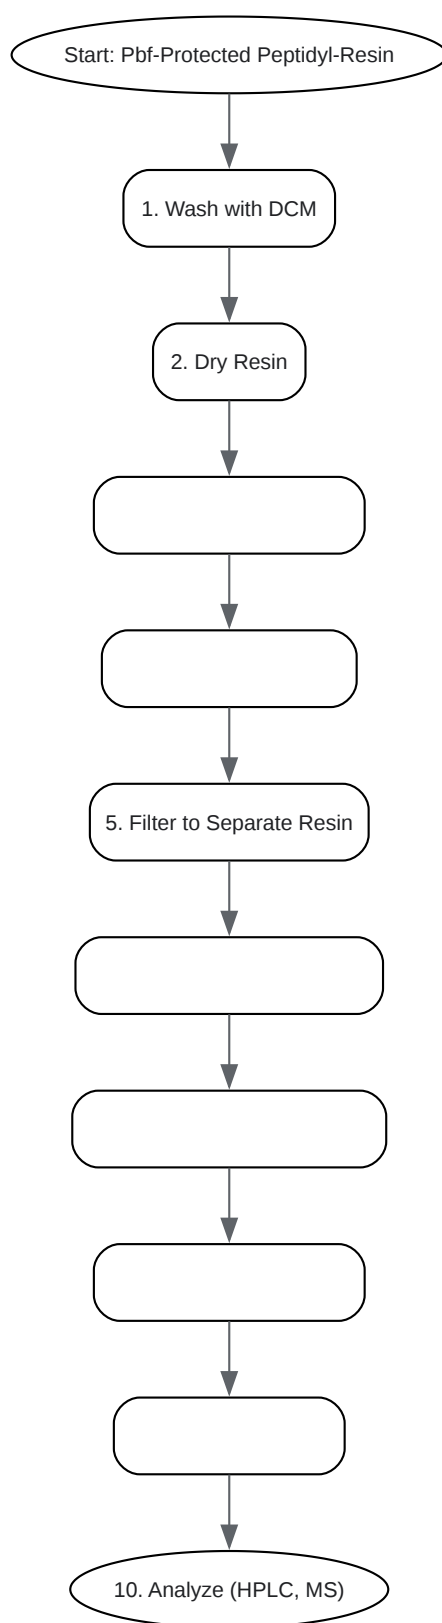 Start: Pbf-Protected Peptidyl-Resin
1. Wash with DCM
2. Dry Resin
5. Filter to Separate Resin
10. Analyze (HPLC, MS)